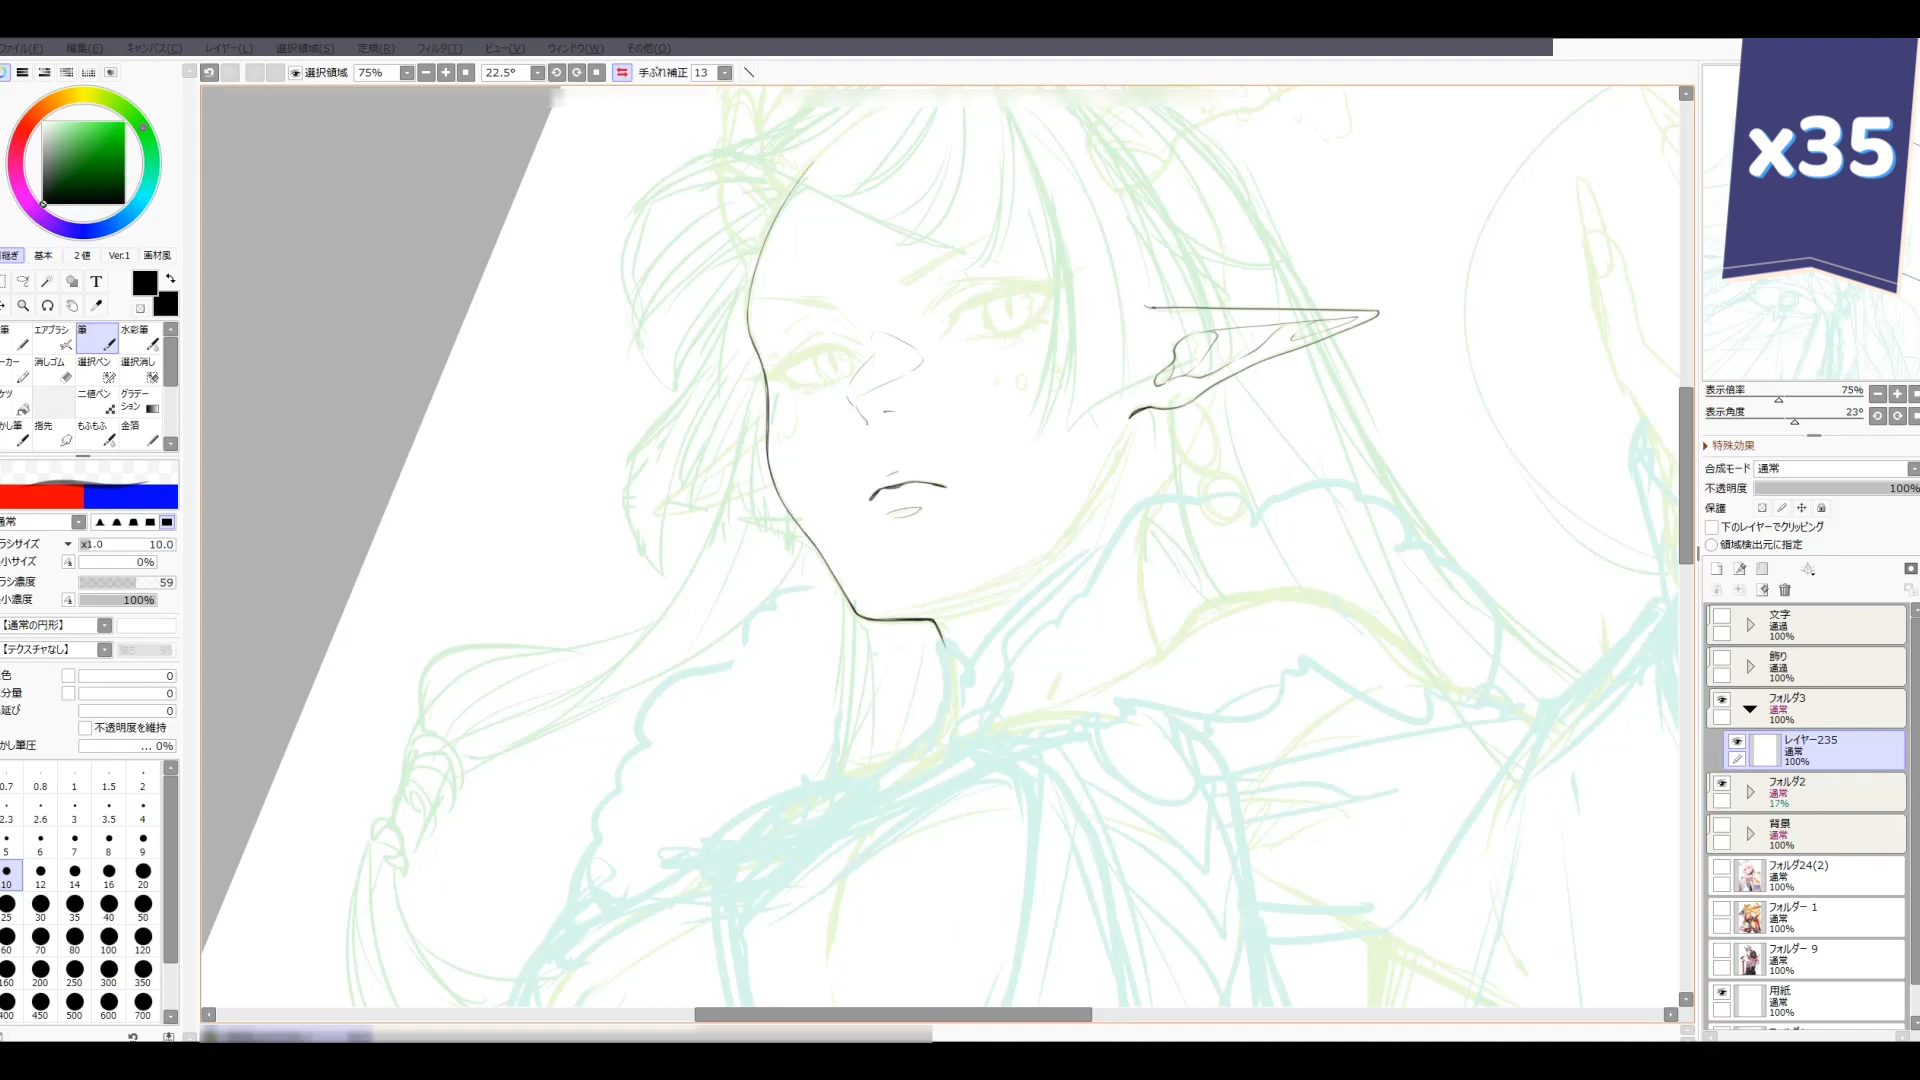 ファイル(F) 編集(E) キャンバス(C) レイヤー(L) 選択領域(S) 定規(R) フィルタ(T) ビュー(V) ウィンドウ(W) その他(O)
選択領域 75% 22.5° 手ぶれ補正 13
x35
基本 2値 Ver.1 画材風
T
筆 エアブラシ 筆 水彩筆
ーカー 消しゴム 選択ペン 選択消し
ケツ 二値ペン グラデーション
かし筆 指先 もふもふ 金箔
通常
ラシサイズ x1.0 10.0
小サイズ 0%
ラシ濃度 59
小濃度 100%
【通常の円形】
【テクスチャなし】 95
色 0
分量 0
延び 0
不透明度を維持
かし筆圧 ... 0%
0.7 0.8 1 1.5 2
2.3 2.6 3 3.5 4
5 6 7 8 9
10 12 14 16 20
25 30 35 40 50
60 70 80 100 120
160 200 250 300 350
400 450 500 600 700
表示倍率 75%
表示角度 23°
特殊効果
合成モード 通常
不透明度 100%
保護
下のレイヤーでクリッピング
領域検出元に指定
文字
通過
100%
飾り
通過
100%
フォルダ3
通常
100%
レイヤー235
通常
100%
フォルダ2
通常
17%
背景
通常
100%
フォルダ24(2)
通常
100%
フォルダー 1
通常
100%
フォルダー 9
通常
100%
用紙
通常
100%